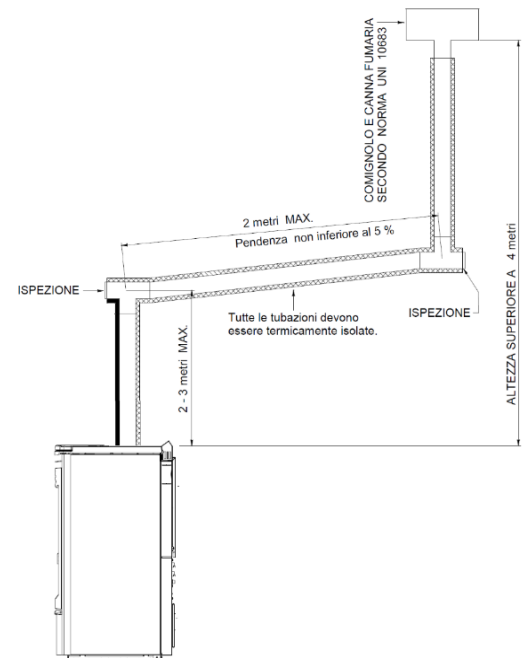 COMIGNOLO E CANNA FUMARIA
SECONDO NORMA UNI 10683
2 metri MAX.
Pendenza non inferiore al 5 %
ISPEZIONE
Tutte le tubazioni devono
essere termicamente isolate.
ISPEZIONE
2 - 3 metri MAX.
ALTEZZA SUPERIORE A 4 metri